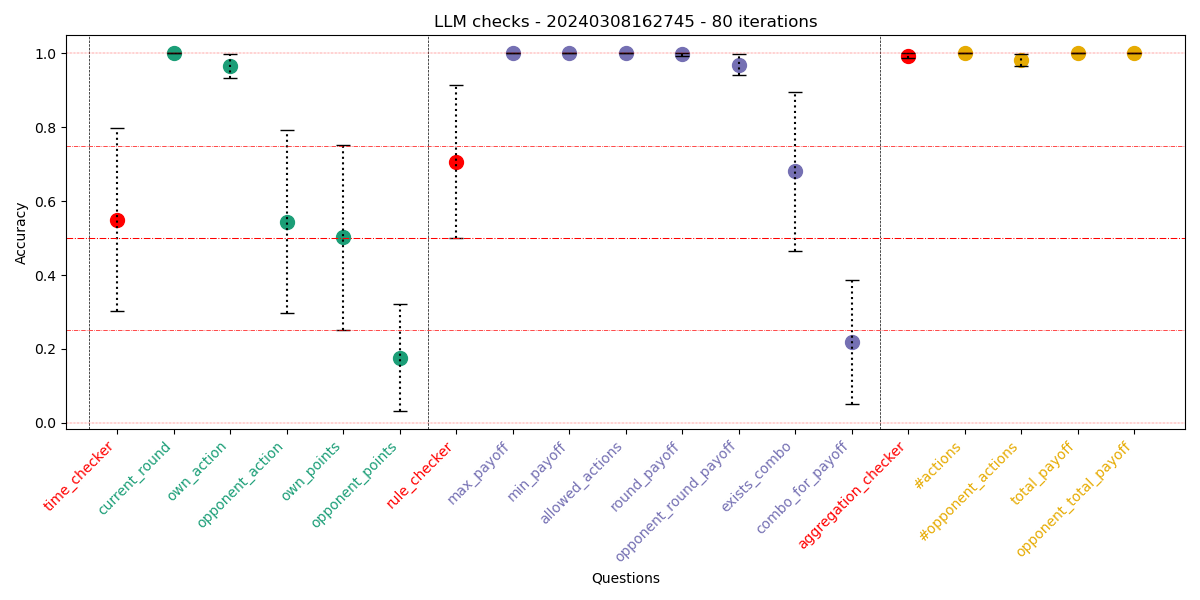 LLM checks - 20240308162745 - 80 iterations
Accuracy
1.0
0.8
0.6
0.4
0.2
0.0
time_checker
current_round
own_action
opponent_action
own_points
opponent_points
rule_checker
max_payoff
min_payoff
allowed_actions
round_payoff
opponent_round_payoff
exists_combo
combo_for_payoff
aggregation_checker
#actions
#opponent_actions
total_payoff
opponent_total_payoff
Questions